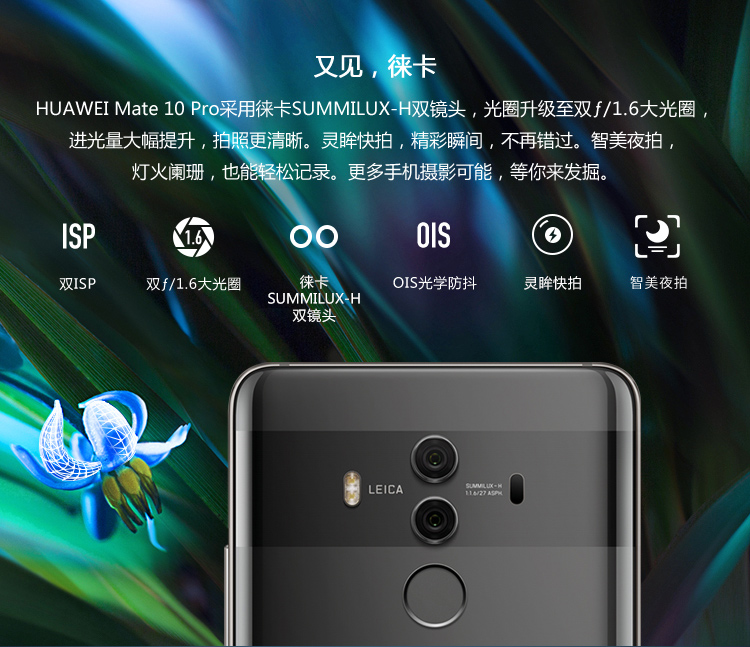 又见，徕卡
HUAWEI Mate 10 Pro采用徕卡SUMMILUX-H双镜头，光圈升级至双ƒ/1.6大光圈，
进光量大幅提升，拍照更清晰。灵眸快拍，精彩瞬间，不再错过。智美夜拍，
灯火阑珊，也能轻松记录。更多手机摄影可能，等你来发掘。
ISP
1.6
OIS
双ISP
双ƒ/1.6大光圈
徕卡
SUMMILUX-H
双镜头
OIS光学防抖
灵眸快拍
智美夜拍
LEICA
SUMMILUX-H
1:1.6/27 ASPH.